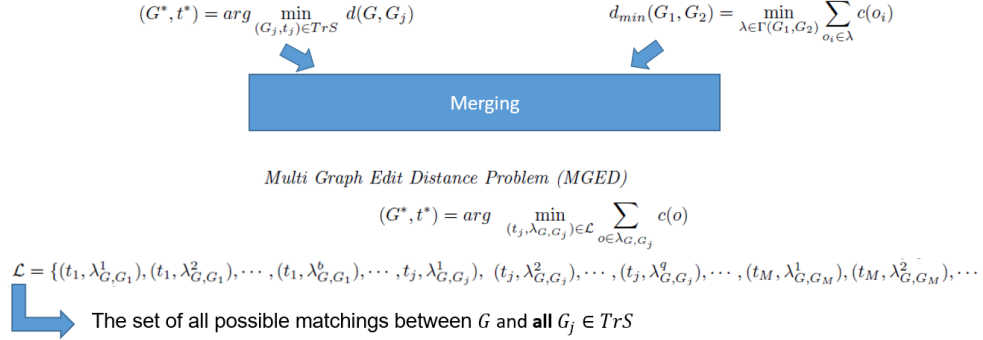 (G*, t*) = arg min_{(G_j,t_j)∈TrS} d(G, G_j)
d_{min}(G_1, G_2) = min_{λ∈Γ(G_1,G_2)} ∑_{o_i∈λ} c(o_i)
Merging
Multi Graph Edit Distance Problem (MGED)
(G*, t*) = arg min_{(t_j,λ_{G,G_j})∈ℒ} ∑_{o∈λ_{G,G_j}} c(o)
ℒ = {(t_1, λ^1_{G,G_1}), (t_1, λ^2_{G,G_1}), ⋯ , (t_1, λ^b_{G,G_1}), ⋯ , t_j, λ^1_{G,G_j}), (t_j, λ^2_{G,G_j}), ⋯ , (t_j, λ^q_{G,G_j}), ⋯ , (t_M, λ^1_{G,G_M}), (t_M, λ^2_{G,G_M}), ⋯
The set of all possible matchings between G and all G_j ∈ TrS